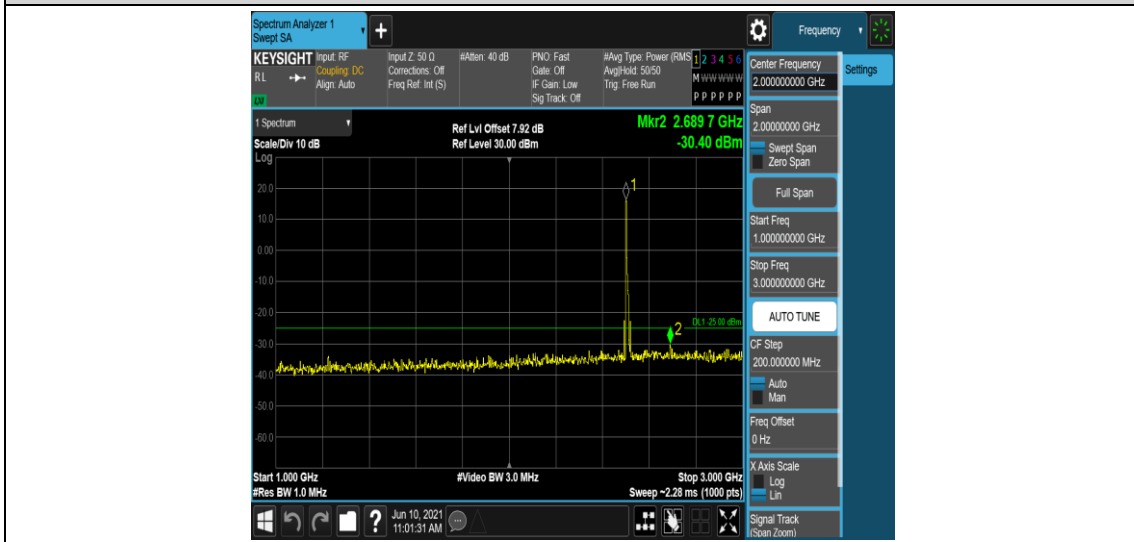 Spectrum Analyzer 1
Swept SA
+
Frequency
KEYSIGHT
RL
LXI
Input: RF
Coupling: DC
Align: Auto
Input Z: 50 Ω
Corrections: Off
Freq Ref: Int (S)
#Atten: 40 dB
PNO: Fast
Gate: Off
IF Gain: Low
Sig Track: Off
#Avg Type: Power (RMS
Avg|Hold: 50/50
Trig: Free Run
1 2 3 4 5 6
M W W W W W
P P P P P P
1 Spectrum
Scale/Div 10 dB
Log
Ref Lvl Offset 7.92 dB
Ref Level 30.00 dBm
Mkr2 2.689 7 GHz
-30.40 dBm
20.0
10.0
0.00
-10.0
-20.0
-30.0
-40.0
-50.0
-60.0
1
2
DL1 -25.00 dBm
Start 1.000 GHz
#Res BW 1.0 MHz
#Video BW 3.0 MHz
Stop 3.000 GHz
Sweep ~2.28 ms (1000 pts)
Jun 10, 2021
11:01:31 AM
?
Center Frequency
2.000000000 GHz
Settings
Span
2.00000000 GHz
Swept Span
Zero Span
Full Span
Start Freq
1.000000000 GHz
Stop Freq
3.000000000 GHz
AUTO TUNE
CF Step
200.000000 MHz
Auto
Man
Freq Offset
0 Hz
X Axis Scale
Log
Lin
Signal Track
(Span Zoom)